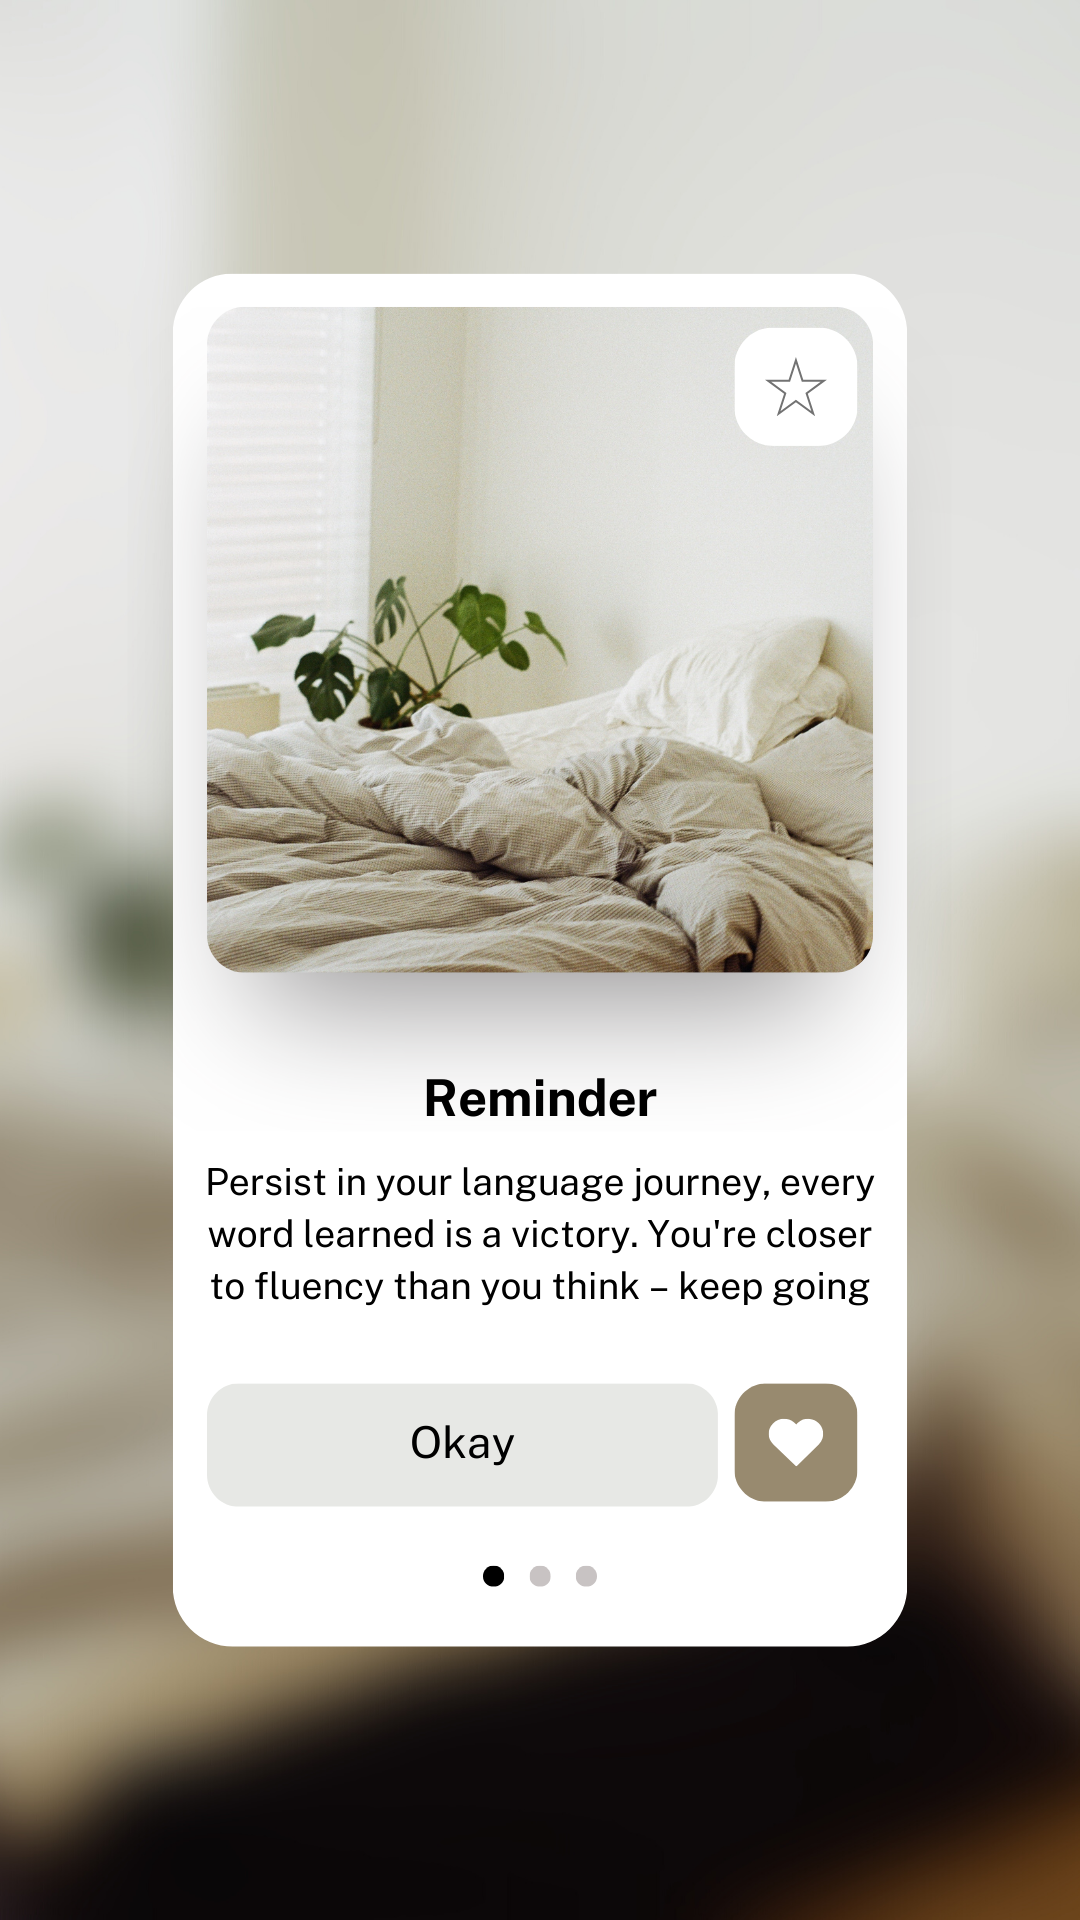 Reminder
Persist in your language journey, every
word learned is a victory. You're closer
to fluency than you think – keep going
Okay